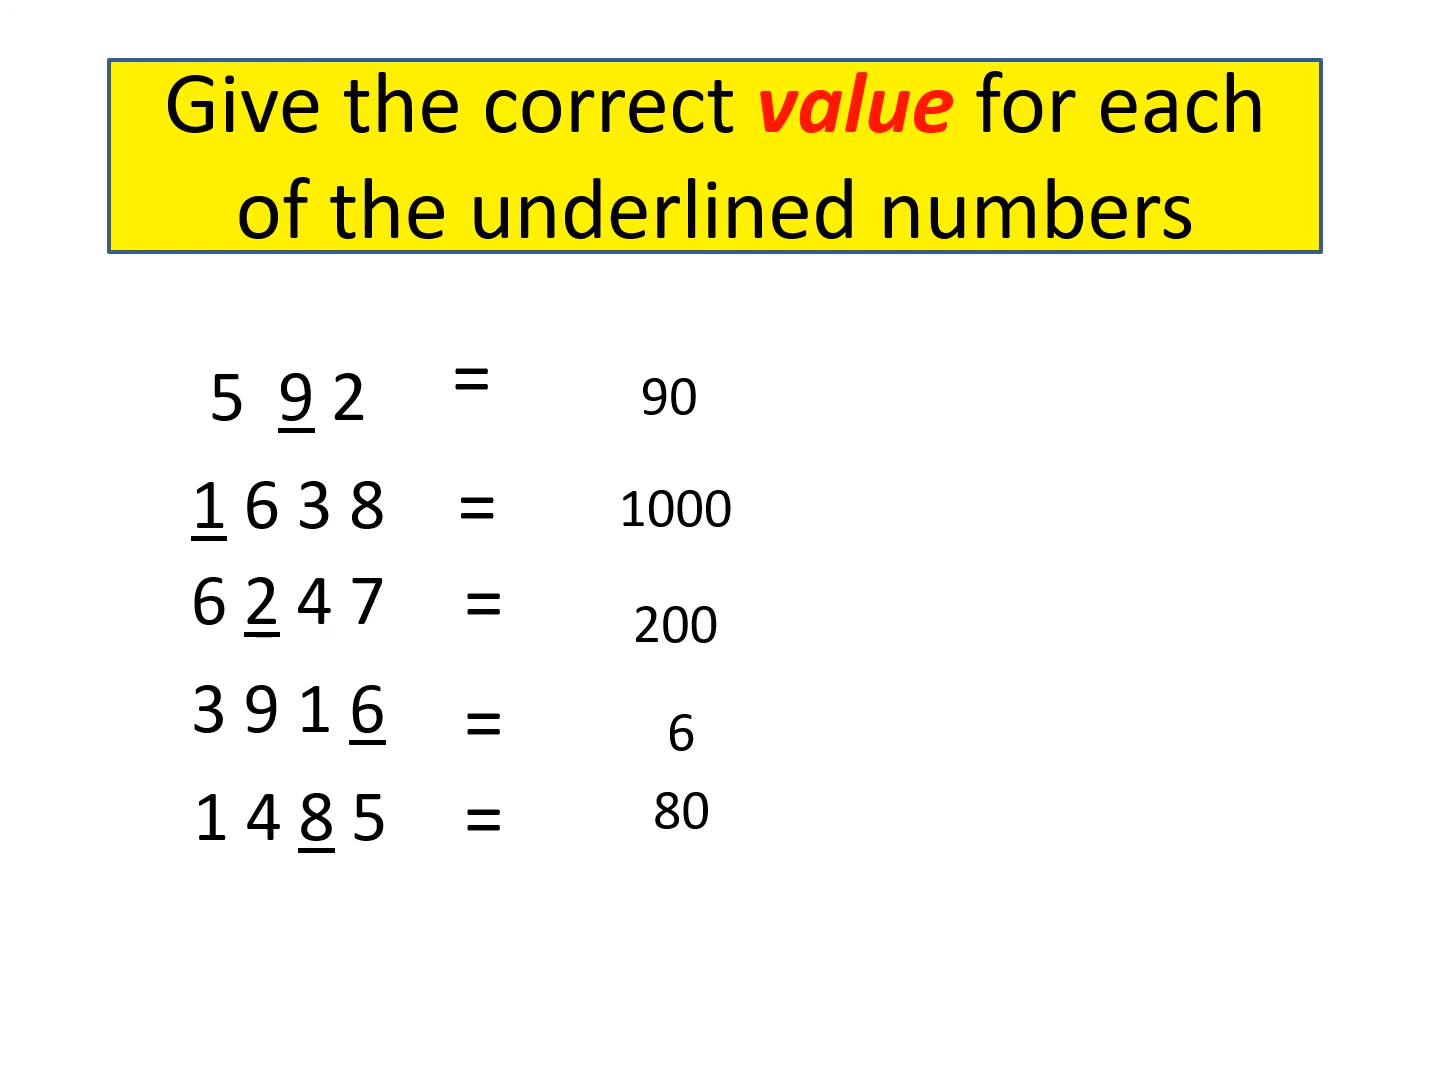 Give the correct value for each
of the underlined numbers
5 9 2 = 90
1 6 3 8 = 1000
6 2 4 7 = 200
3 9 1 6 = 6
1 4 8 5 = 80